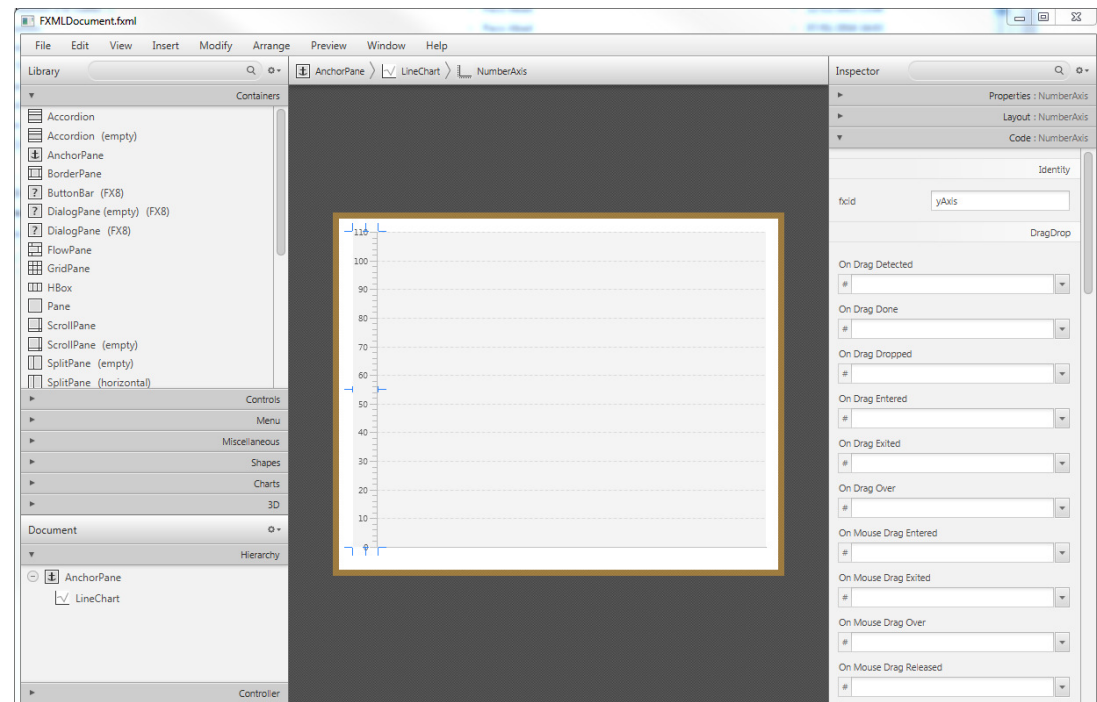 FXMLDocument.fxml
File Edit View Insert Modify Arrange Preview Window Help
Library
AnchorPane LineChart NumberAxis
Inspector
Containers
Accordion
Accordion (empty)
AnchorPane
BorderPane
ButtonBar (FX8)
DialogPane (empty) (FX8)
DialogPane (FX8)
FlowPane
GridPane
HBox
Pane
ScrollPane
ScrollPane (empty)
SplitPane (empty)
SplitPane (horizontal)
Controls
Menu
Miscellaneous
Shapes
Charts
3D
Document
Hierarchy
AnchorPane
LineChart
Controller
110
100
90
80
70
60
50
40
30
20
10
0
Properties : NumberAxis
Layout : NumberAxis
Code : NumberAxis
Identity
fx:id yAxis
DragDrop
On Drag Detected
#
On Drag Done
#
On Drag Dropped
#
On Drag Entered
#
On Drag Exited
#
On Drag Over
#
On Mouse Drag Entered
#
On Mouse Drag Exited
#
On Mouse Drag Over
#
On Mouse Drag Released
#